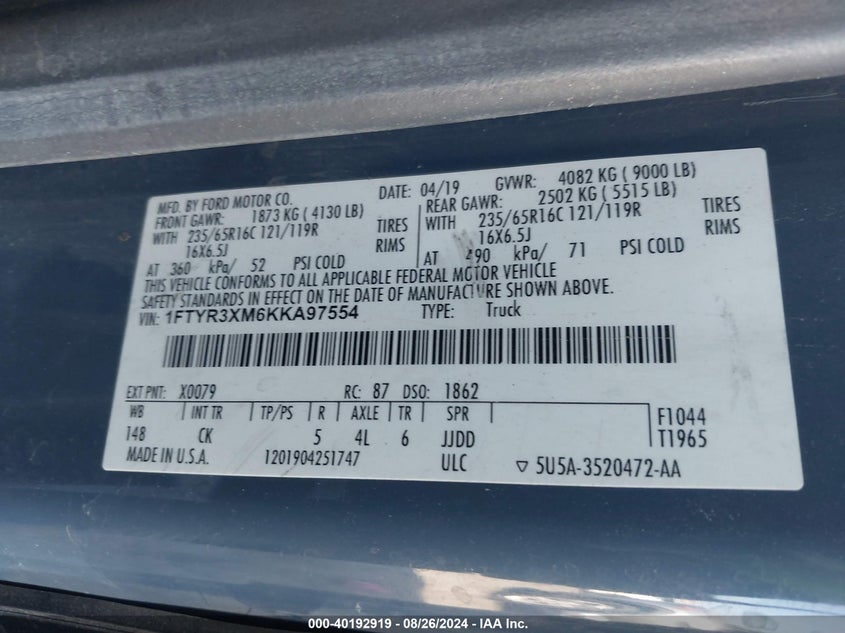 MFD. BY FORD MOTOR CO. DATE: 04/19 GVWR: 4082 KG ( 9000 LB)
FRONT GAWR: 1873 KG ( 4130 LB) REAR GAWR: 2502 KG ( 5515 LB)
WITH 235/65R16C 121/119R TIRES WITH 235/65R16C 121/119R TIRES
16X6.5J RIMS 16X6.5J RIMS
AT 360 kPa/ 52 PSI COLD AT 490 kPa/ 71 PSI COLD
THIS VEHICLE CONFORMS TO ALL APPLICABLE FEDERAL MOTOR VEHICLE
SAFETY STANDARDS IN EFFECT ON THE DATE OF MANUFACTURE SHOWN ABOVE.
VIN: 1FTYR3XM6KKA97554 TYPE: Truck
EXT PNT: X0079 RC: 87 DSO: 1862
WB INT TR TP/PS R AXLE TR SPR F1044
148 CK 5 4L 6 JJDD T1965
MADE IN U.S.A. 1201904251747 ULC ▽ 5U5A-3520472-AA
000-40192919 - 08/26/2024 - IAA Inc.